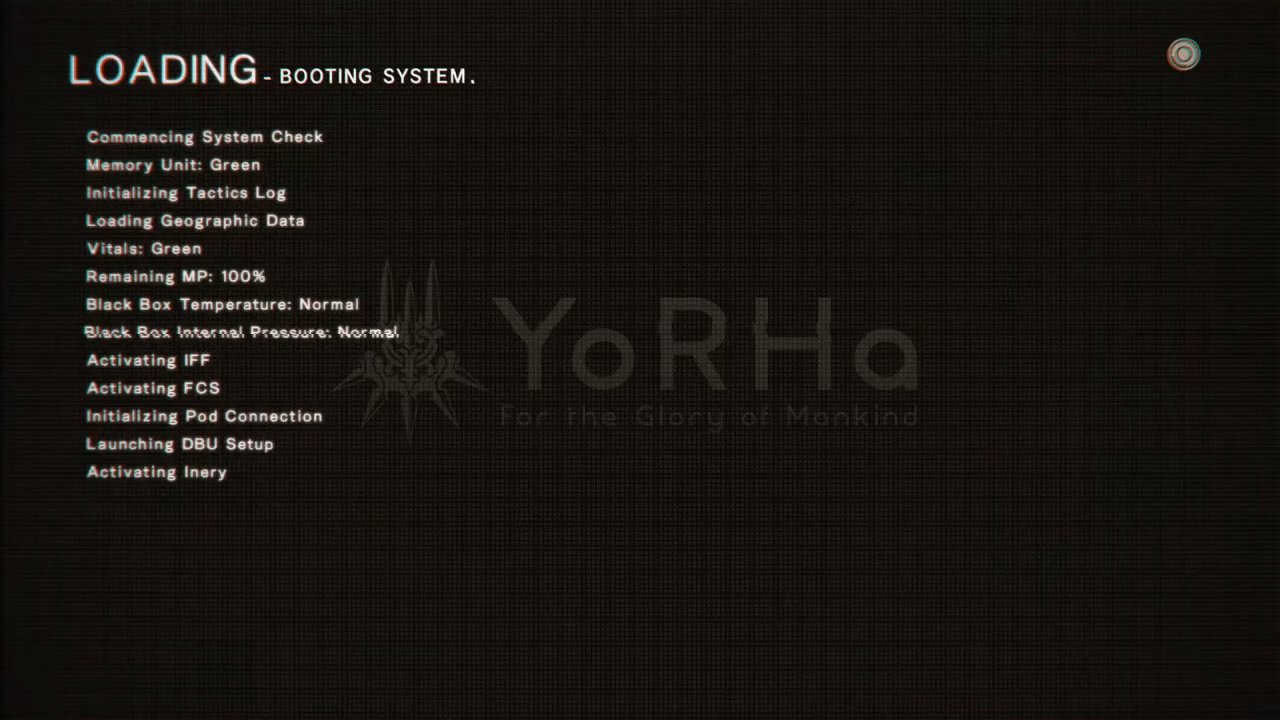 LOADING - BOOTING SYSTEM.
Commencing System Check
Memory Unit: Green
Initializing Tactics Log
Loading Geographic Data
Vitals: Green
Remaining MP: 100%
Black Box Temperature: Normal
Black Box Internal Pressure: Normal
Activating IFF
Activating FCS
Initializing Pod Connection
Launching DBU Setup
Activating Inery
YoRHa
For the Glory of Mankind